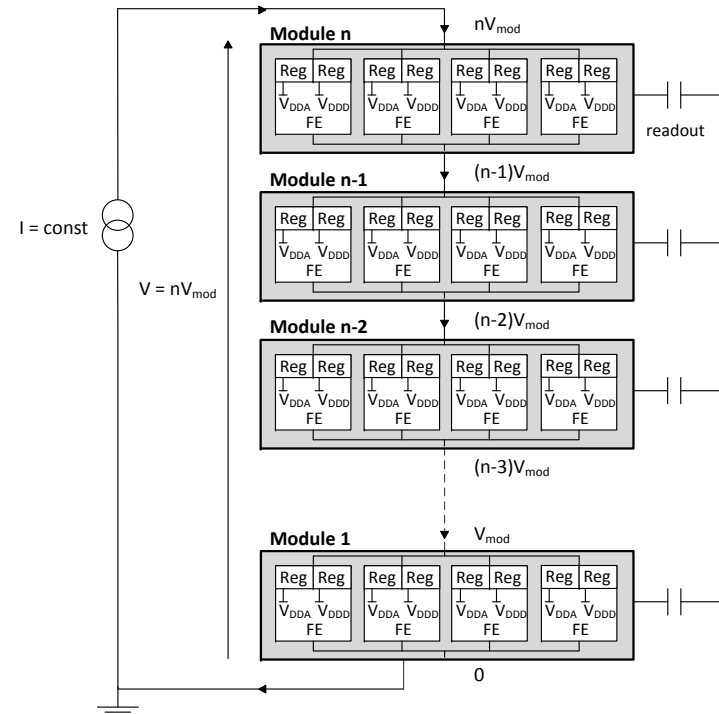 Module n
nV_mod
Reg Reg Reg Reg Reg Reg Reg Reg
V_DDA V_DDD V_DDA V_DDD V_DDA V_DDD V_DDA V_DDD
FE FE FE FE
readout
Module n-1
(n-1)V_mod
Reg Reg Reg Reg Reg Reg Reg Reg
V_DDA V_DDD V_DDA V_DDD V_DDA V_DDD V_DDA V_DDD
FE FE FE FE
I = const
V = nV_mod
Module n-2
(n-2)V_mod
Reg Reg Reg Reg Reg Reg Reg Reg
V_DDA V_DDD V_DDA V_DDD V_DDA V_DDD V_DDA V_DDD
FE FE FE FE
(n-3)V_mod
Module 1
V_mod
Reg Reg Reg Reg Reg Reg Reg Reg
V_DDA V_DDD V_DDA V_DDD V_DDA V_DDD V_DDA V_DDD
FE FE FE FE
0